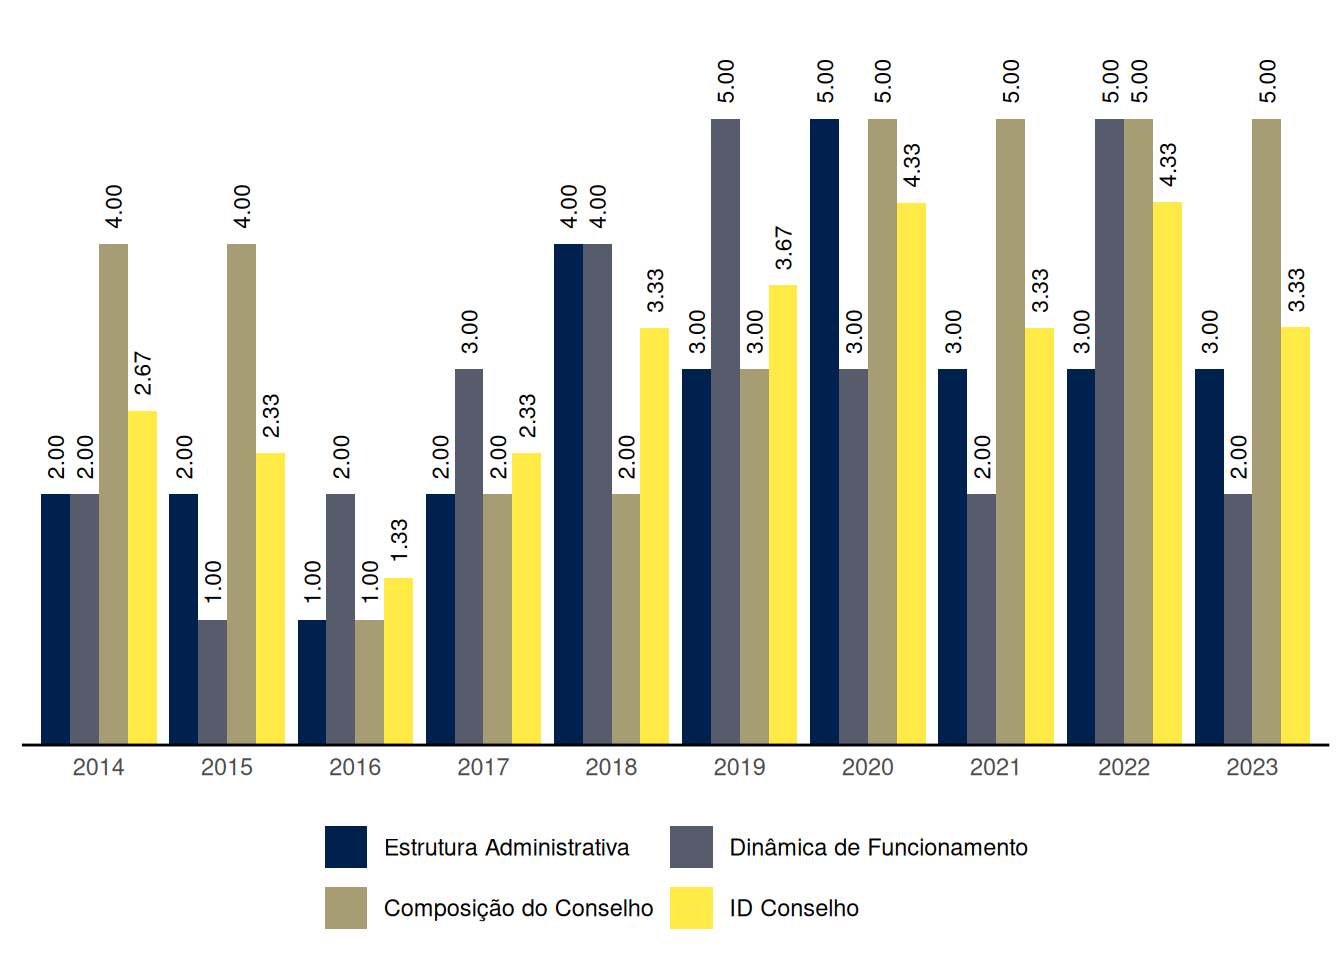 5.00 5.00 5.00 5.00 5.00 5.00 5.00
4.33 4.33
4.00 4.00 4.00 4.00
3.67
3.33 3.33 3.33
3.00 3.00 3.00 3.00 3.00 3.00 3.00
2.67
2.33 2.33
2.00 2.00 2.00 2.00 2.00 2.00 2.00 2.00 2.00
1.33
1.00 1.00 1.00
2014 2015 2016 2017 2018 2019 2020 2021 2022 2023
Estrutura Administrativa Dinâmica de Funcionamento
Composição do Conselho ID Conselho